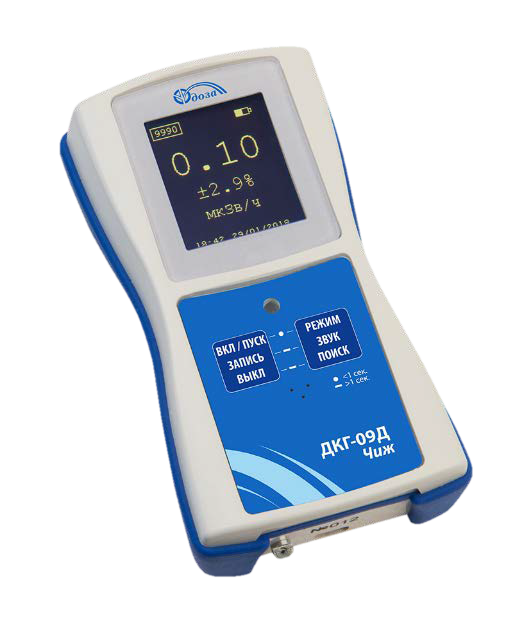 доза
9990
0.10
±2.9%
мкЗв/ч
18:42 29/01/2018
ВКЛ / ПУСК
ЗАПИСЬ
ВЫКЛ
РЕЖИМ
ЗВУК
ПОИСК
<1 сек.
>1 сек.
ДКГ-09Д
Чиж
№012